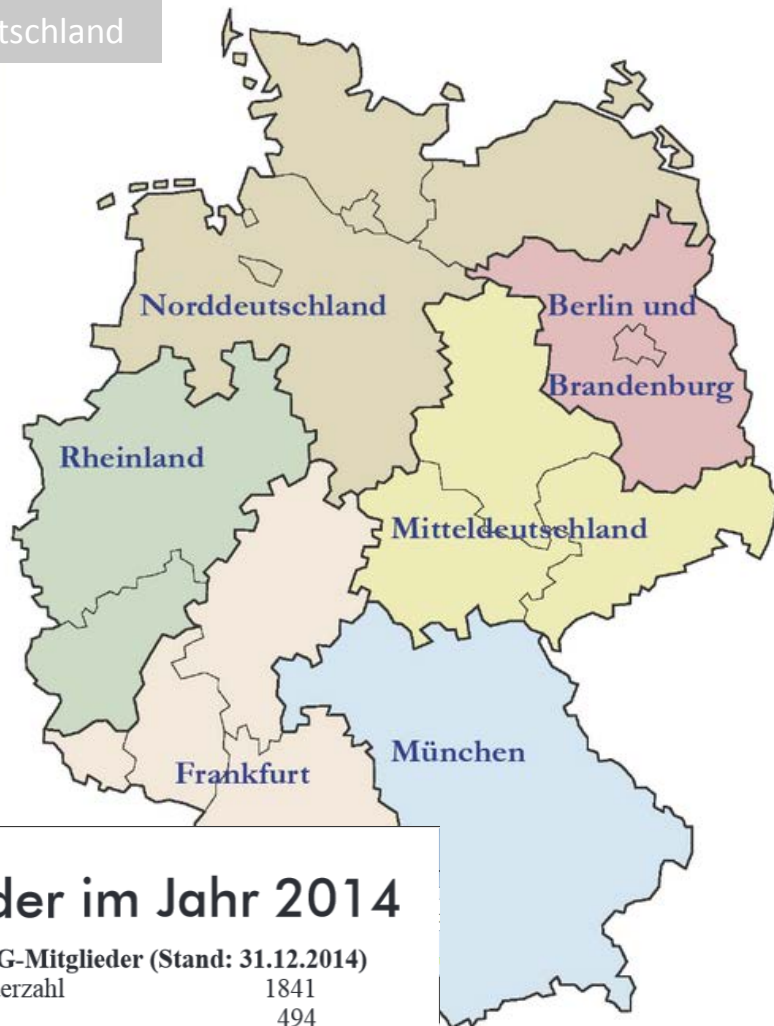 tschland
Norddeutschland
Berlin und
Brandenburg
Rheinland
Mitteldeutschland
München
Frankfurt
der im Jahr 2014
G-Mitglieder (Stand: 31.12.2014)
erzahl 1841
494